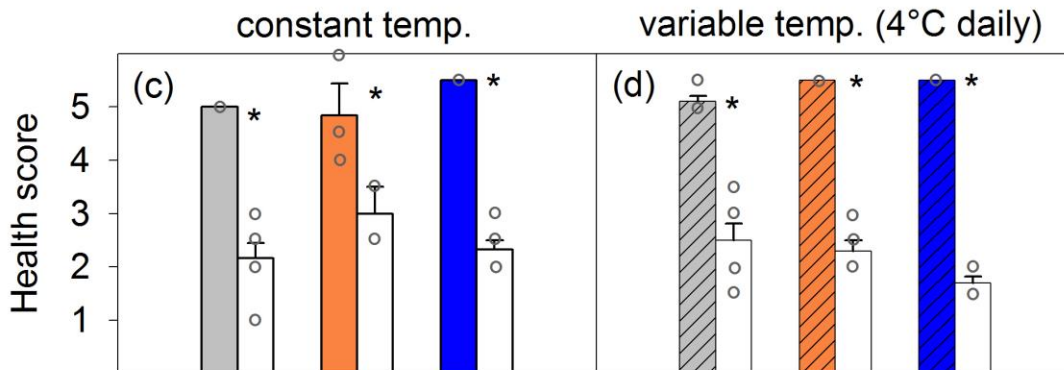 constant temp.
variable temp. (4°C daily)
Health score
5
4
3
2
1
(c)
*
*
*
(d)
*
*
*